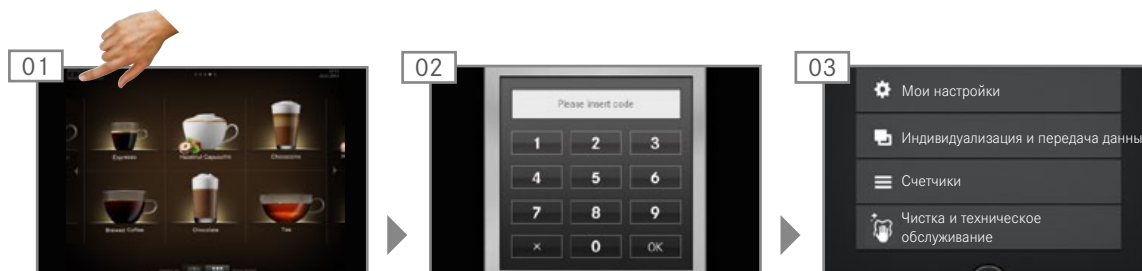 01
Espresso
Hazelnut Cappuccino
Chococcino
Brewed Coffee
Chocolate
Tea
02
Please insert code
1 2 3
4 5 6
7 8 9
× 0 OK
03
Мои настройки
Индивидуализация и передача данны
Счетчики
Чистка и техническое
обслуживание